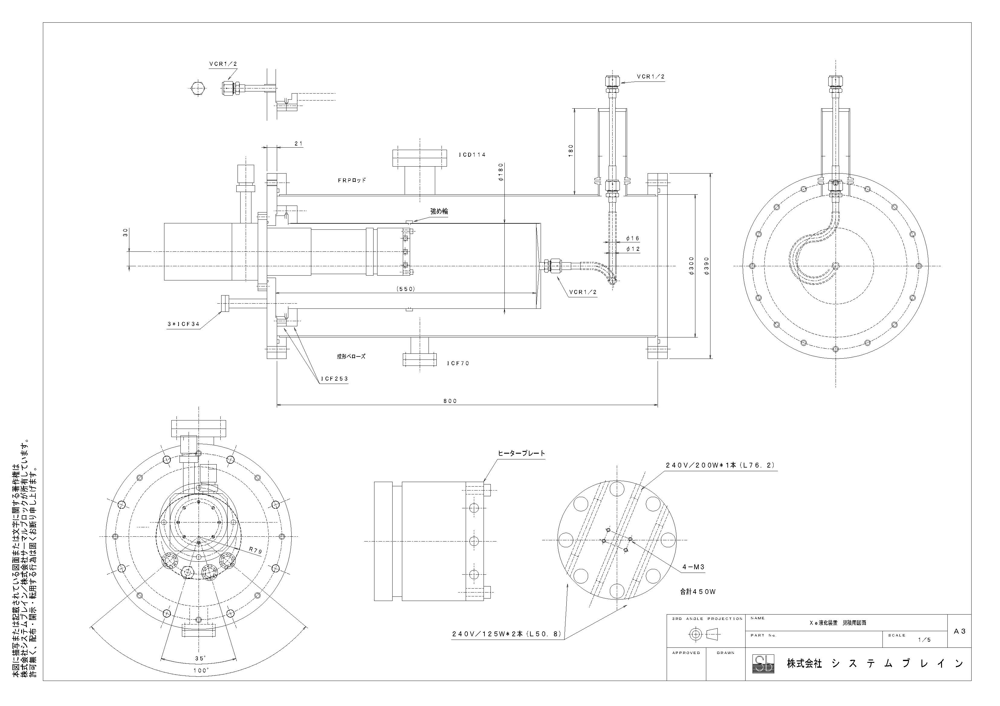 VCR1/2
VCR1/2
21
ICD114
180
φ180
FRPロッド
強め輪
30
φ16
φ12
φ300
φ390
(550)
VCR1/2
3*ICF34
成形ベローズ
ICF70
ICF253
800
ヒータープレート
240V/200W*1本(L76.2)
R79
4-M3
合計450W
240V/125W*2本(L50.8)
35°
100°
3RD ANGLE PROJECTION
NAME
Xe液化装置 見積用図面
A3
PART No.
SCALE
1/5
APPROVED
DRAWN
Sb
株式会社 システムブレイン
本図に描写または記載されている図面または文字に関する著作権は
株式会社システムブレイン/株式会社サーマルブロックが所有しています。
許可無く、配布・開示・転用する行為は固くお断り申し上げます。